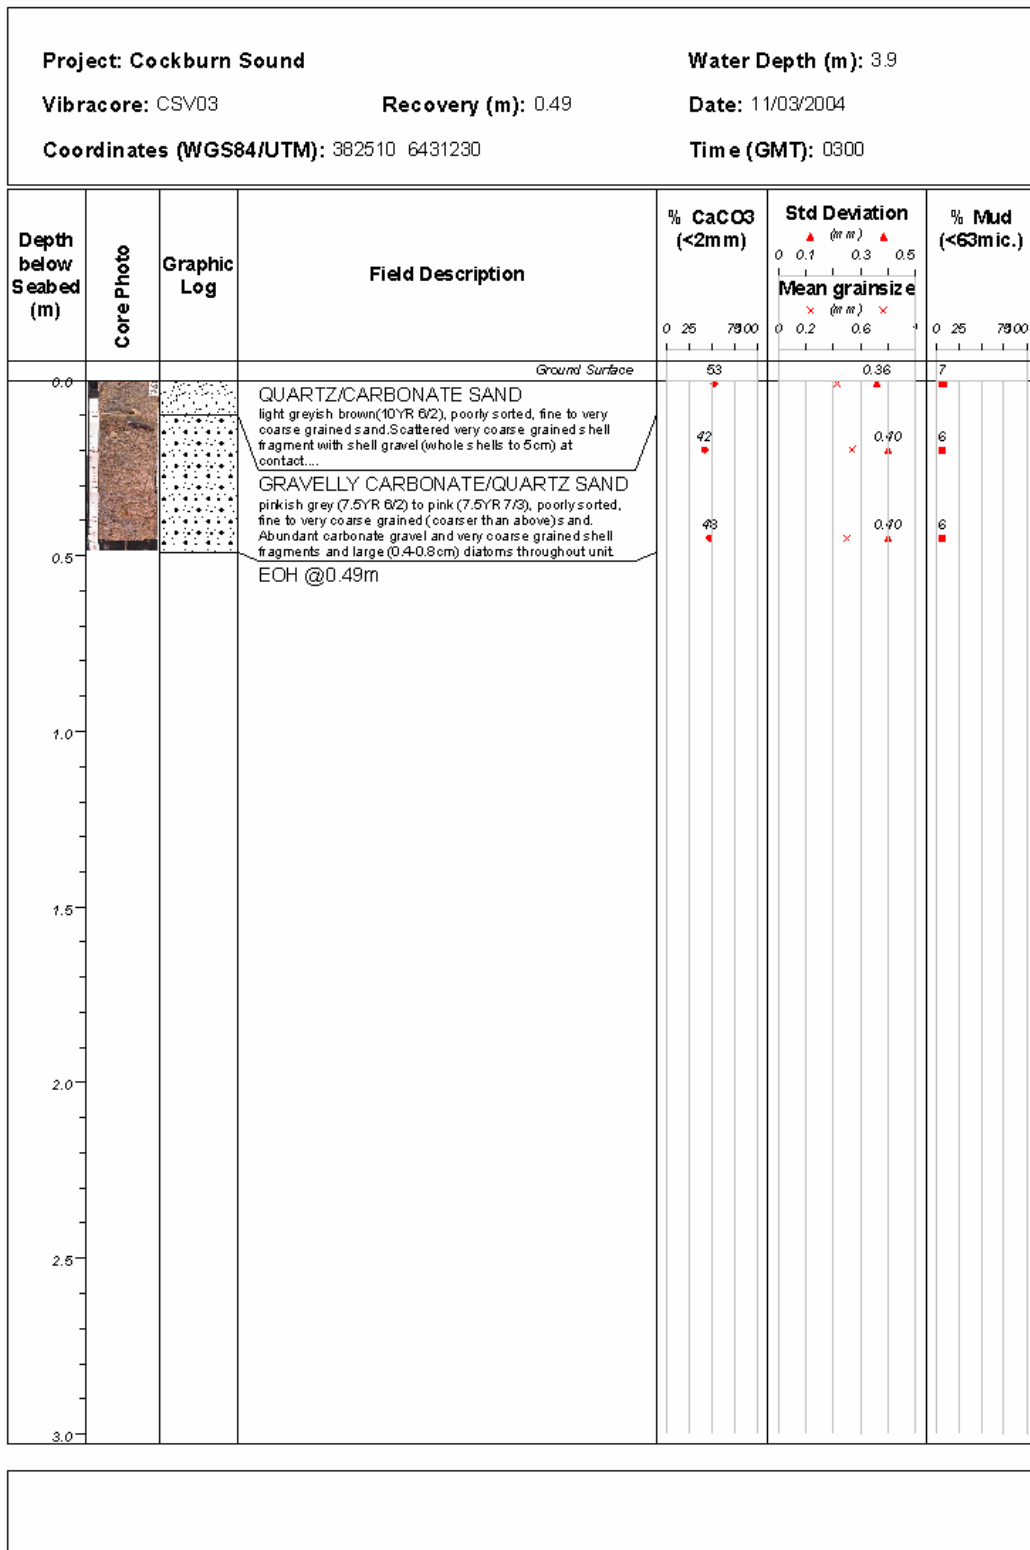 Project: Cockburn Sound
Water Depth (m): 3.9
Vibracore: CSV03
Recovery (m): 0.49
Date: 11/03/2004
Coordinates (WGS84/UTM): 382510 6431230
Time (GMT): 0300
Depth below Seabed (m)
Core Photo
Graphic Log
Field Description
% CaCO3 (<2mm)
0 25 75 100
Std Deviation
(mm)
0 0.1 0.3 0.5
Mean grainsize
(mm)
0 0.2 0.6 1
% Mud (<63mic.)
0 25 75 100
Ground Surface
53
0.36
7
0.0
QUARTZ/CARBONATE SAND
light greyish brown(10YR 6/2), poorly sorted, fine to very
coarse grained sand.Scattered very coarse grained shell
fragment with shell gravel (whole shells to 5cm) at
contact....
42
0.40
6
GRAVELLY CARBONATE/QUARTZ SAND
pinkish grey (7.5YR 6/2) to pink (7.5YR 7/3), poorly sorted,
fine to very coarse grained (coarser than above) sand.
Abundant carbonate gravel and very coarse grained shell
fragments and large (0.4-0.8cm) diatoms throughout unit.
48
0.40
6
0.5
EOH @0.49m
1.0
1.5
2.0
2.5
3.0